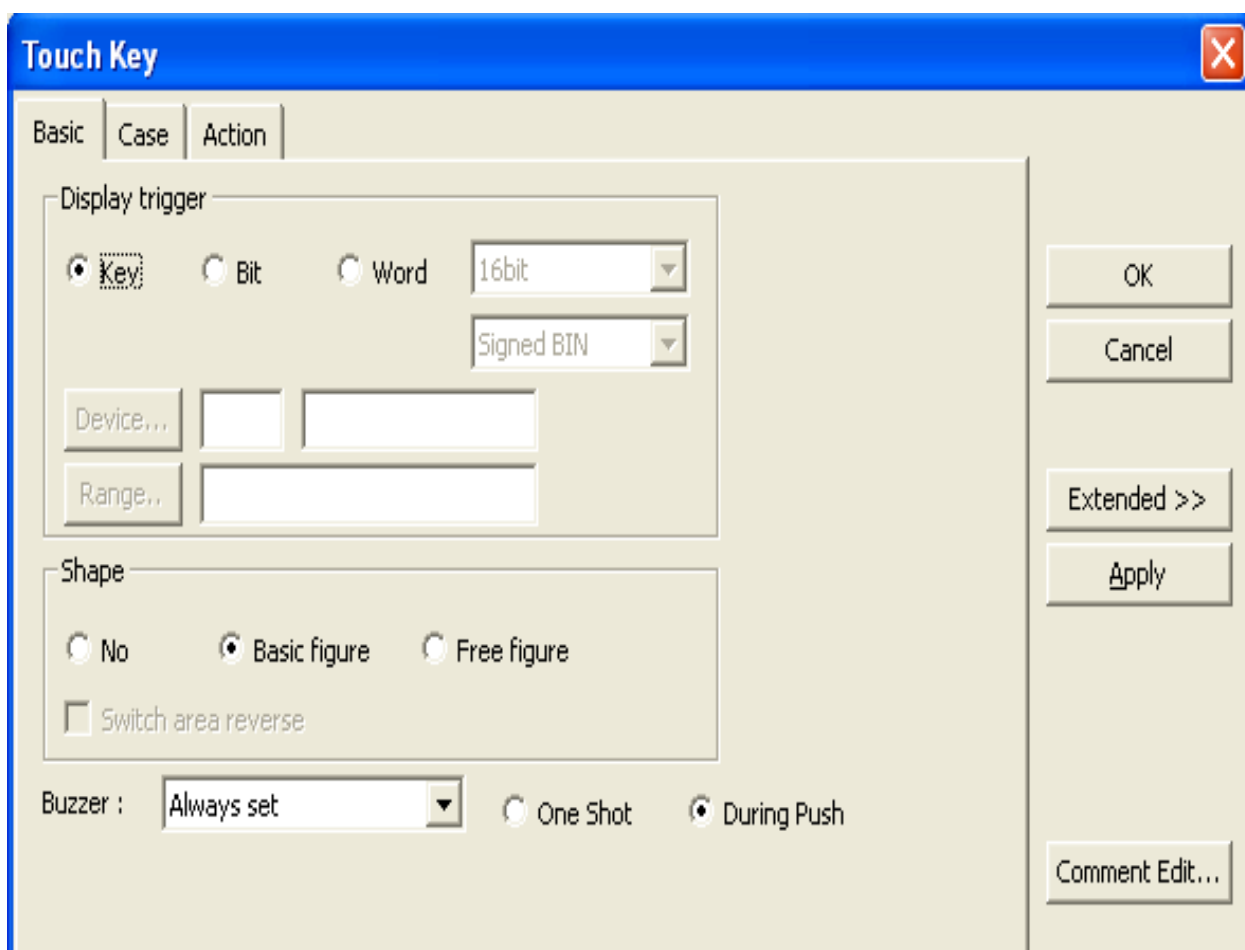 Touch Key
Basic Case Action
Display trigger
Key Bit Word 16bit
Signed BIN
Device...
Range..
Shape
No Basic figure Free figure
Switch area reverse
Buzzer : Always set One Shot During Push
OK
Cancel
Extended >>
Apply
Comment Edit...